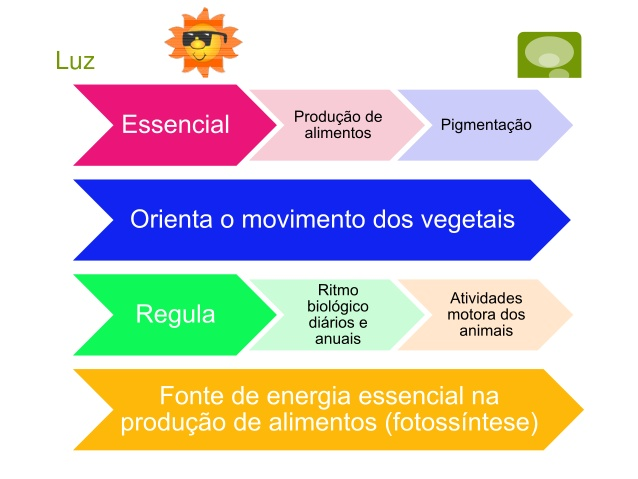 Luz
Essencial
Produção de
alimentos
Pigmentação
Orienta o movimento dos vegetais
Regula
Ritmo
biológico
diários e
anuais
Atividades
motora dos
animais
Fonte de energia essencial na
produção de alimentos (fotossíntese)